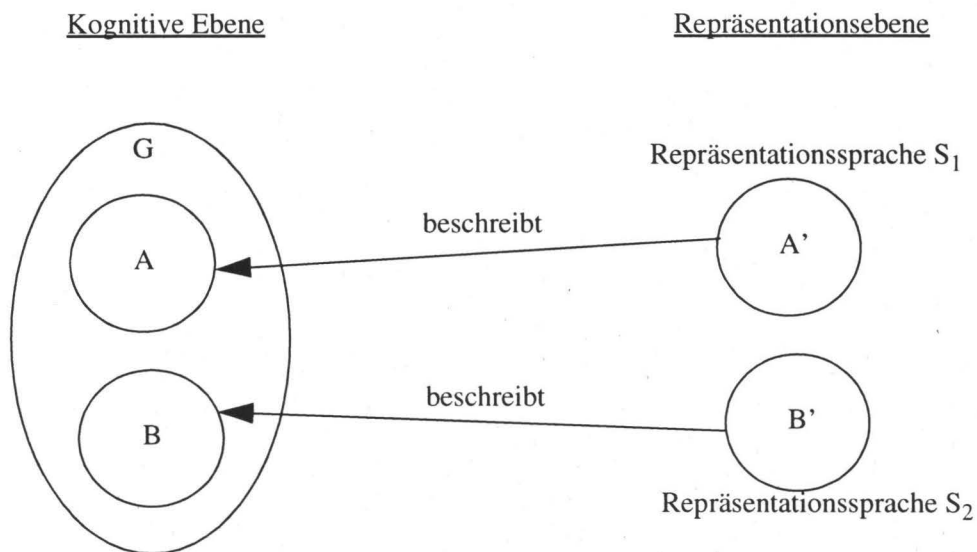 Kognitive Ebene
Repräsentationsebene
G
Repräsentationssprache S1
A
beschreibt
A'
B
beschreibt
B'
Repräsentationssprache S2